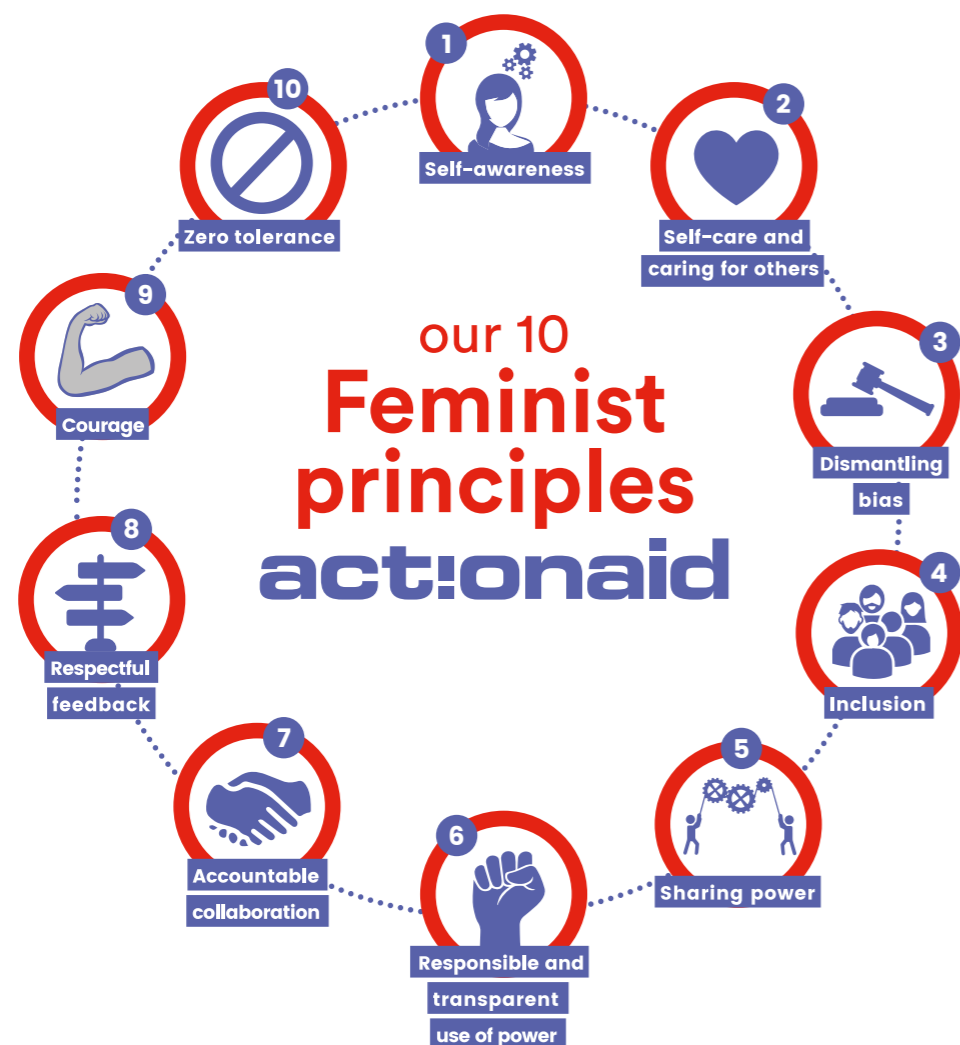 our 10
Feminist
principles
act!onaid
1
Self-awareness
2
Self-care and
caring for others
3
Dismantling
bias
4
Inclusion
5
Sharing power
6
Responsible and
transparent
use of power
7
Accountable
collaboration
8
Respectful
feedback
9
Courage
10
Zero tolerance